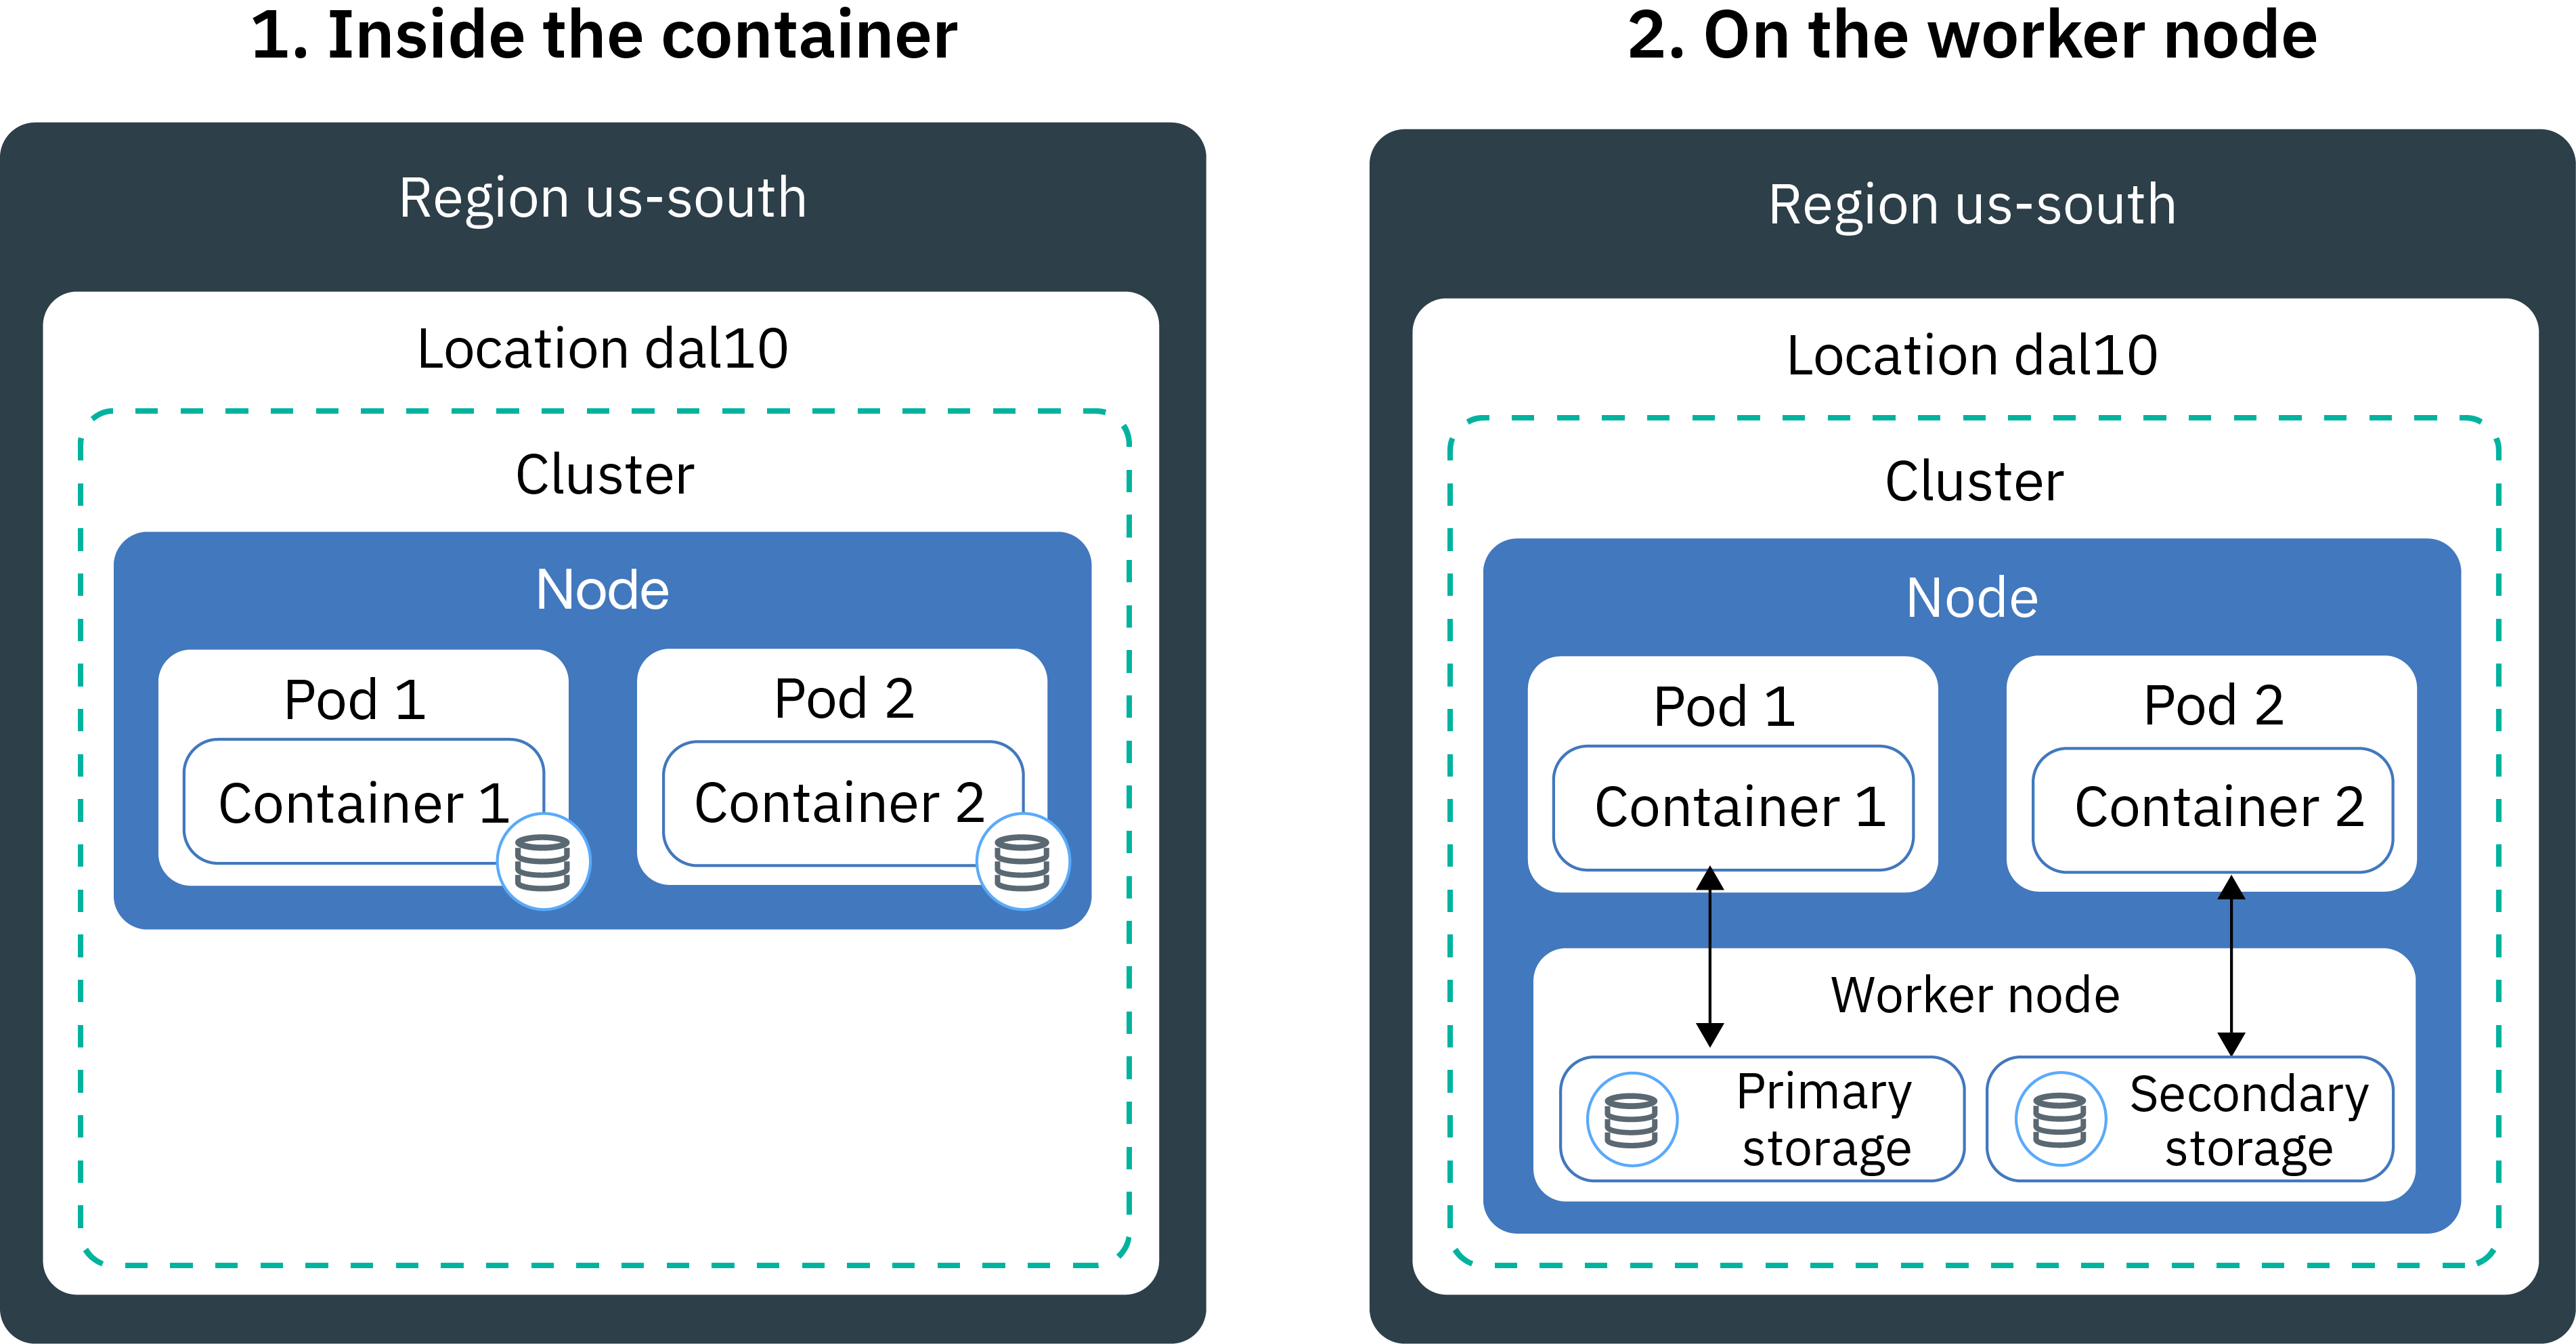 1. Inside the container
Region us-south
Location dal10
Cluster
Node
Pod 1
Container 1
Pod 2
Container 2
2. On the worker node
Region us-south
Location dal10
Cluster
Node
Pod 1
Container 1
Pod 2
Container 2
Worker node
Primary
storage
Secondary
storage